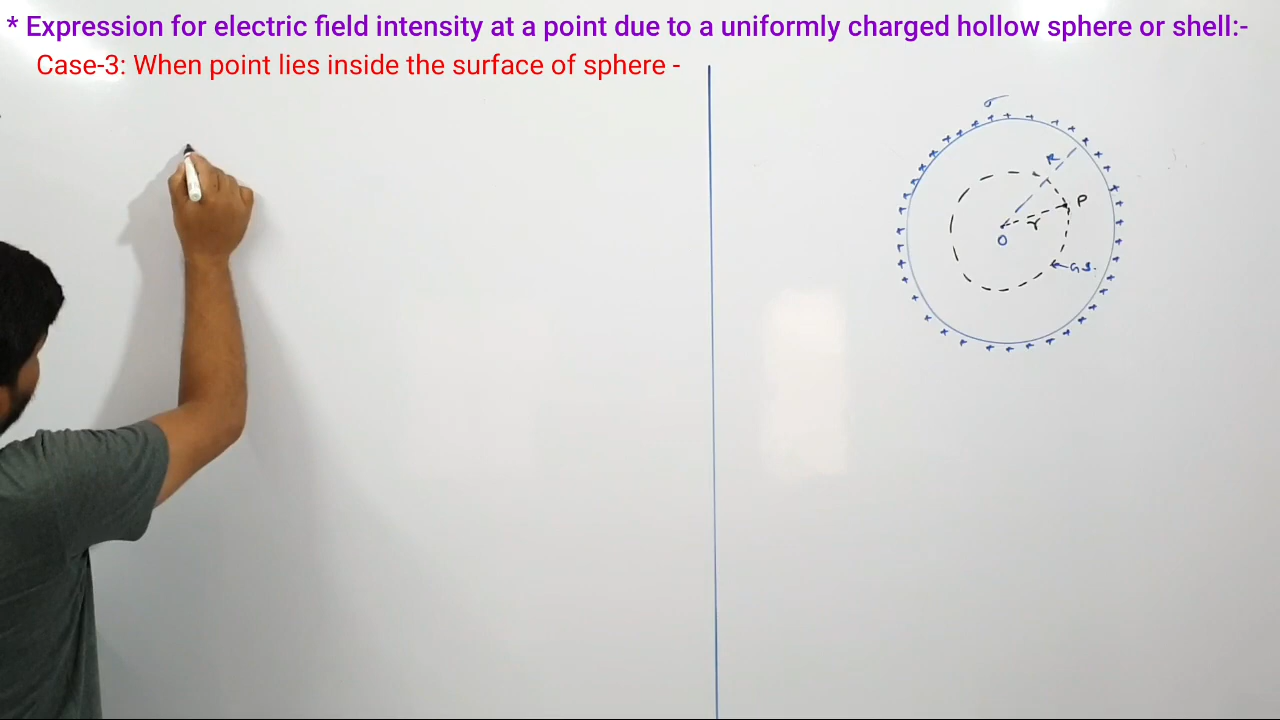 * Expression for electric field intensity at a point due to a uniformly charged hollow sphere or shell:-
Case-3: When point lies inside the surface of sphere -
σ
R
P
r
O
G.S.